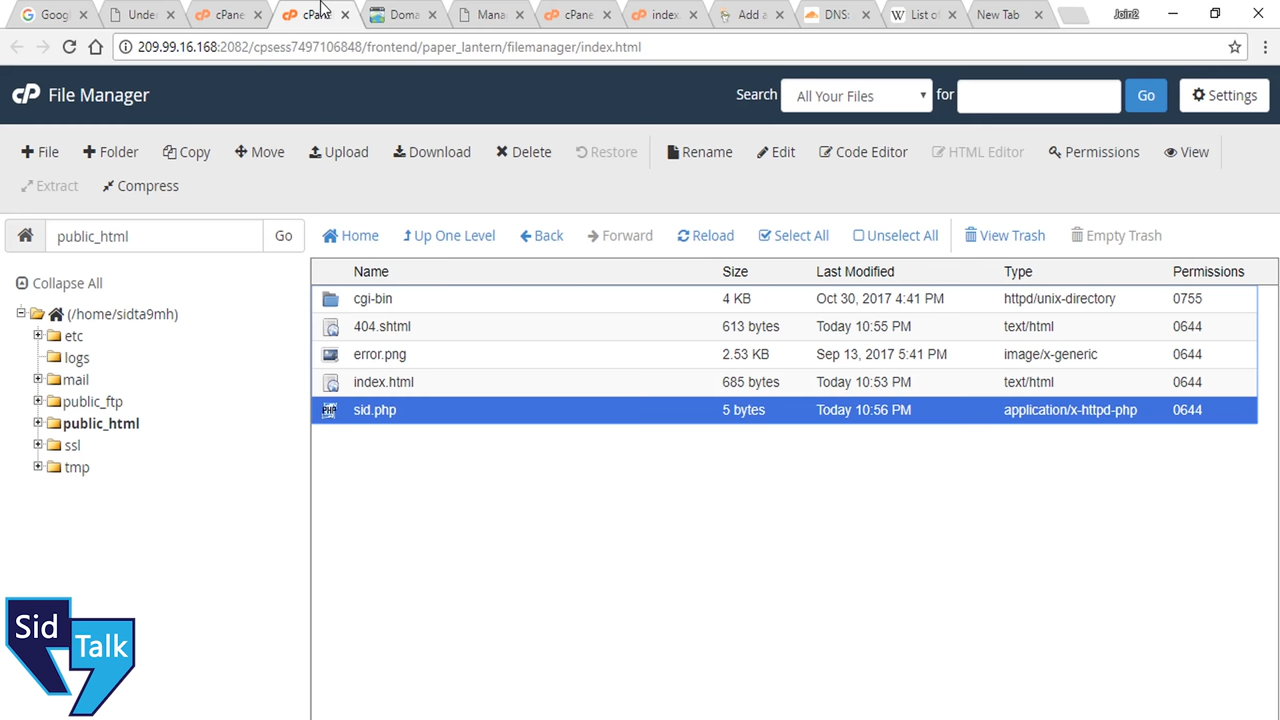 Goog
Under
cPane
cPane
Doma
Mana
cPane
index.
Add a
DNS:
List of
New Tab
Join2
209.99.16.168:2082/cpsess7497106848/frontend/paper_lantern/filemanager/index.html
cP File Manager
Search All Your Files for Go Settings
File Folder Copy Move Upload Download Delete Restore Rename Edit Code Editor HTML Editor Permissions View
Extract Compress
public_html Go Home Up One Level Back Forward Reload Select All Unselect All View Trash Empty Trash
Collapse All
(/home/sidta9mh)
etc
logs
mail
public_ftp
public_html
ssl
tmp
Name Size Last Modified Type Permissions
cgi-bin 4 KB Oct 30, 2017 4:41 PM httpd/unix-directory 0755
404.shtml 613 bytes Today 10:55 PM text/html 0644
error.png 2.53 KB Sep 13, 2017 5:41 PM image/x-generic 0644
index.html 685 bytes Today 10:53 PM text/html 0644
sid.php 5 bytes Today 10:56 PM application/x-httpd-php 0644
Sid
Talk